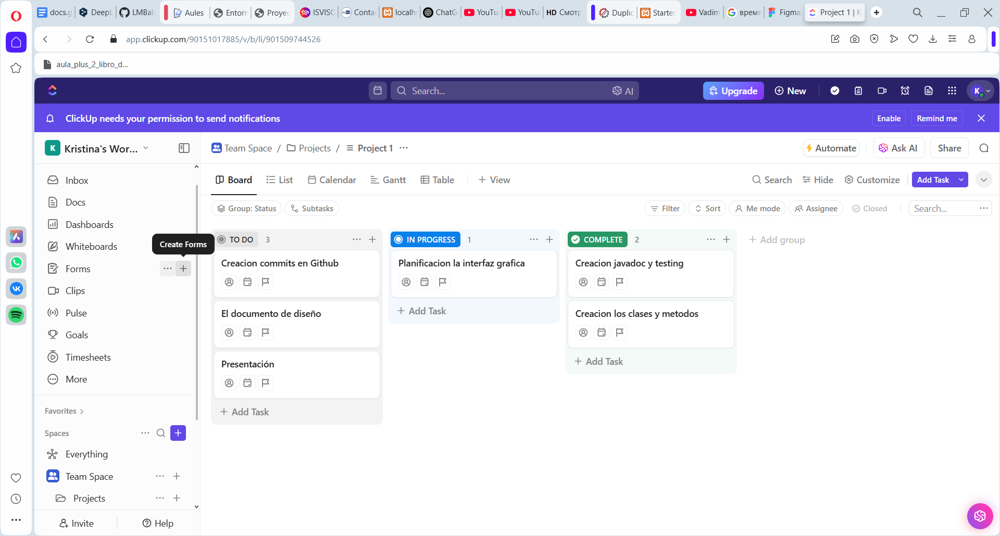 docs.g
DeepL
LMBal
Aules
Entorn
Proyec
ISVISO
Conta
localho
ChatG
YouTu
YouTu
HD Смотр
Duplic
Starter
Vadim
время
Figma
Project 1 | K
app.clickup.com/90151017885/v/b/li/901509744526
aula_plus_2_libro_d...
Search...
AI
Upgrade
New
K
ClickUp needs your permission to send notifications
Enable
Remind me
K
Kristina's Wor...
Team Space / Projects / Project 1
Automate
Ask AI
Share
Inbox
Docs
Dashboards
Whiteboards
Forms
Clips
Pulse
Goals
Timesheets
More
Create Forms
Favorites
Spaces
Everything
Team Space
Projects
Invite
Help
Board
List
Calendar
Gantt
Table
View
Search
Hide
Customize
Add Task
Group: Status
Subtasks
Filter
Sort
Me mode
Assignee
Closed
Search...
TO DO 3
Creacion commits en Github
El documento de diseño
Presentación
Add Task
IN PROGRESS 1
Planificacion la interfaz grafica
Add Task
COMPLETE 2
Creacion javadoc y testing
Creacion los clases y metodos
Add Task
Add group